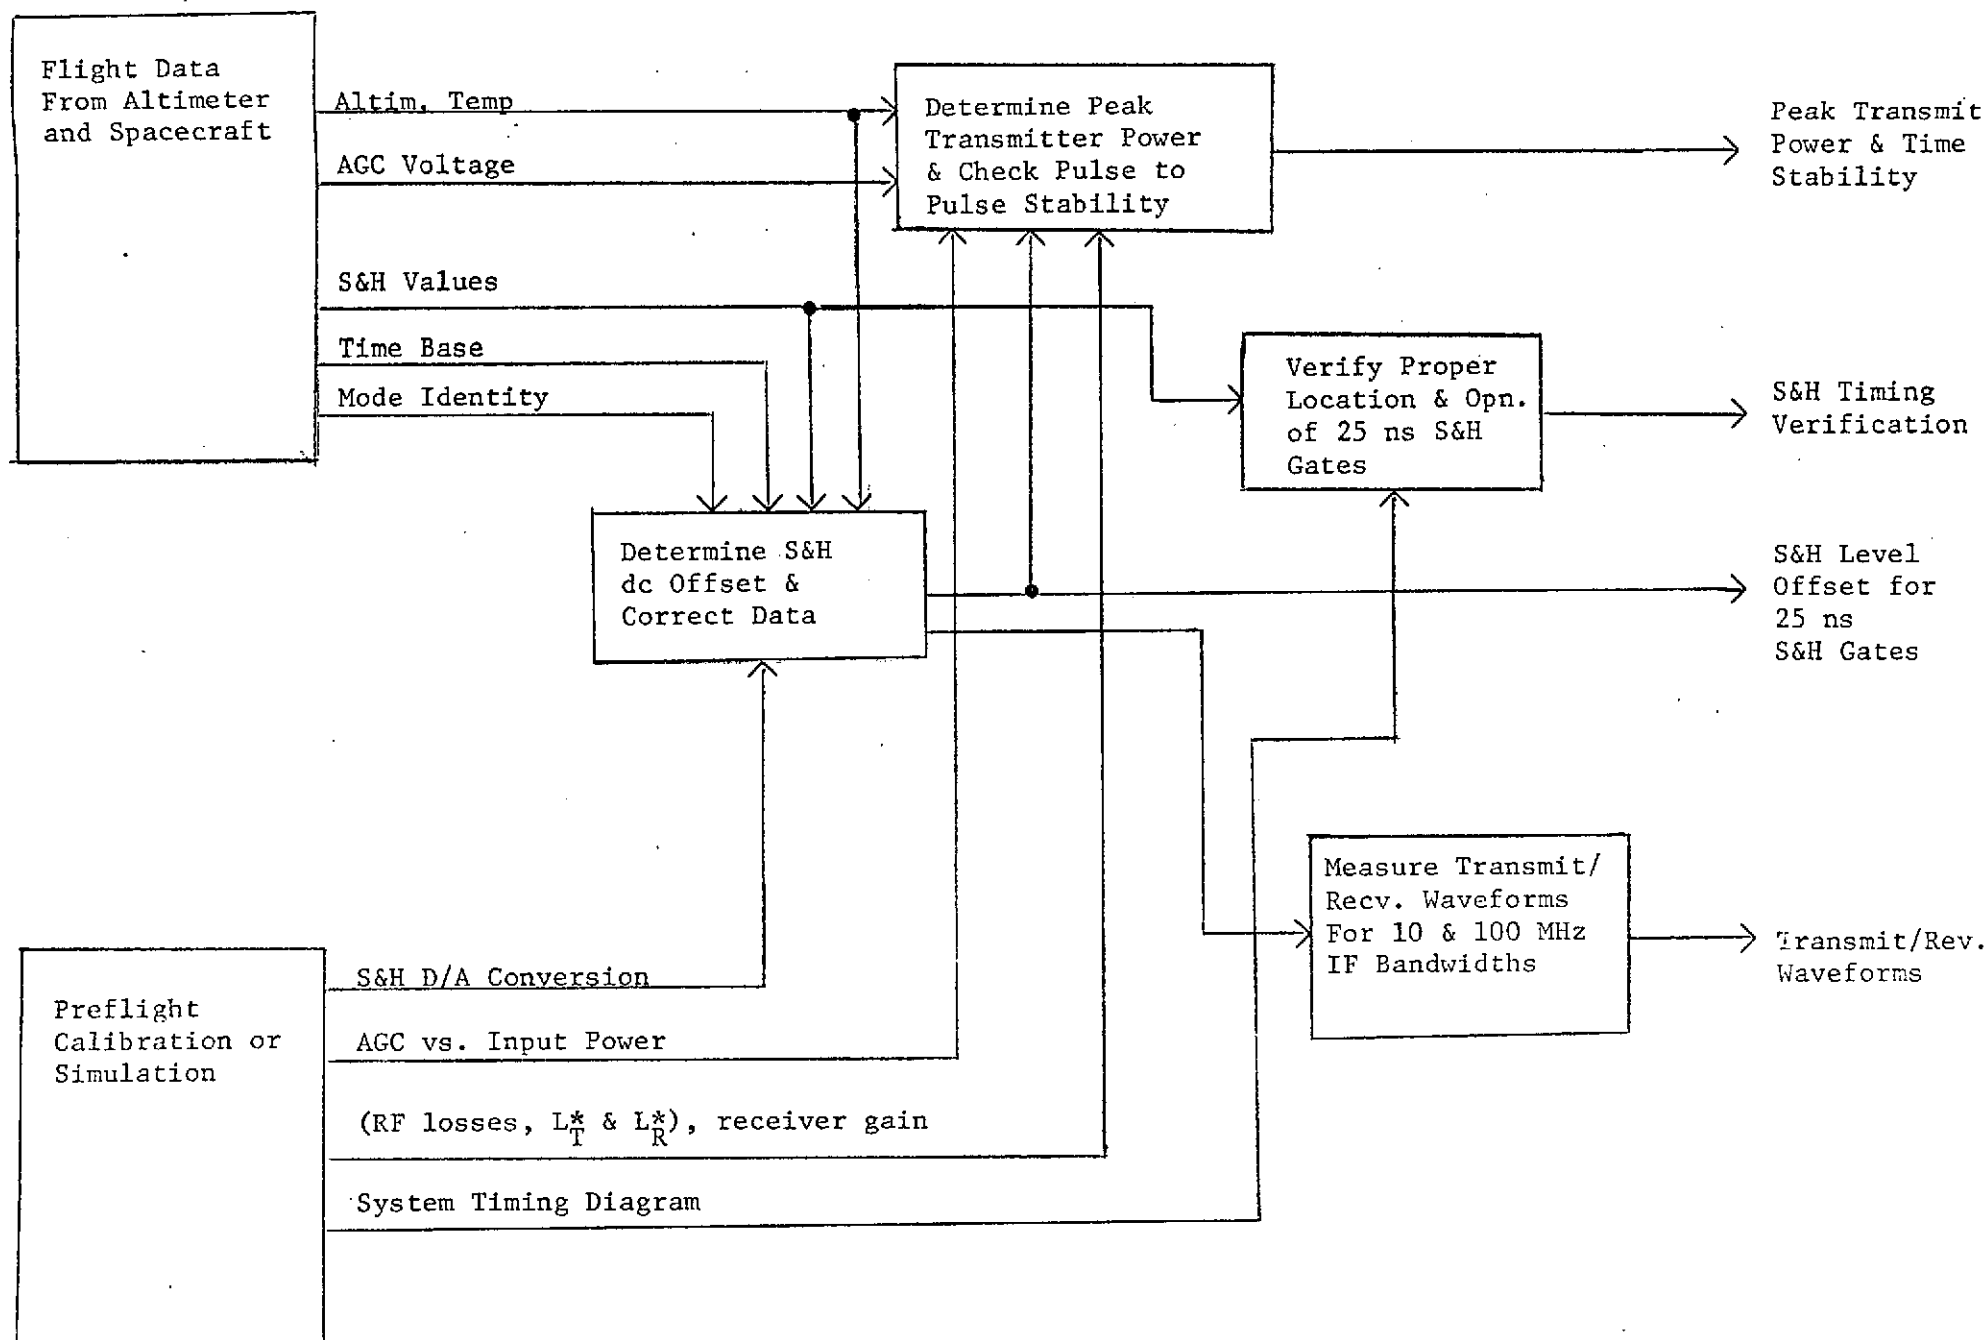 Flight Data
From Altimeter
and Spacecraft
Altim. Temp
AGC Voltage
S&H Values
Time Base
Mode Identity
Determine Peak
Transmitter Power
& Check Pulse to
Pulse Stability
Peak Transmit
Power & Time
Stability
Verify Proper
Location & Opn.
of 25 ns S&H
Gates
S&H Timing
Verification
Determine S&H
dc Offset &
Correct Data
S&H Level
Offset for
25 ns
S&H Gates
Measure Transmit/
Recv. Waveforms
For 10 & 100 MHz
IF Bandwidths
Transmit/Rev.
Waveforms
Preflight
Calibration or
Simulation
S&H D/A Conversion
AGC vs. Input Power
(RF losses, L*T & L*R), receiver gain
System Timing Diagram